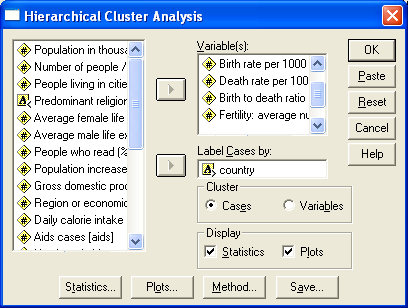 Hierarchical Cluster Analysis
Population in thousa
Number of people /
People living in citie
Predominant religion
Average female life
Average male life ex
People who read (%
Population increase
Gross domestic prod
Region or economic
Daily calorie intake
Aids cases [aids]
Variable(s):
Birth rate per 1000
Death rate per 100
Birth to death ratio
Fertility: average nu
Label Cases by:
country
Cluster
Cases
Variables
Display
Statistics
Plots
OK
Paste
Reset
Cancel
Help
Statistics...
Plots...
Method...
Save...